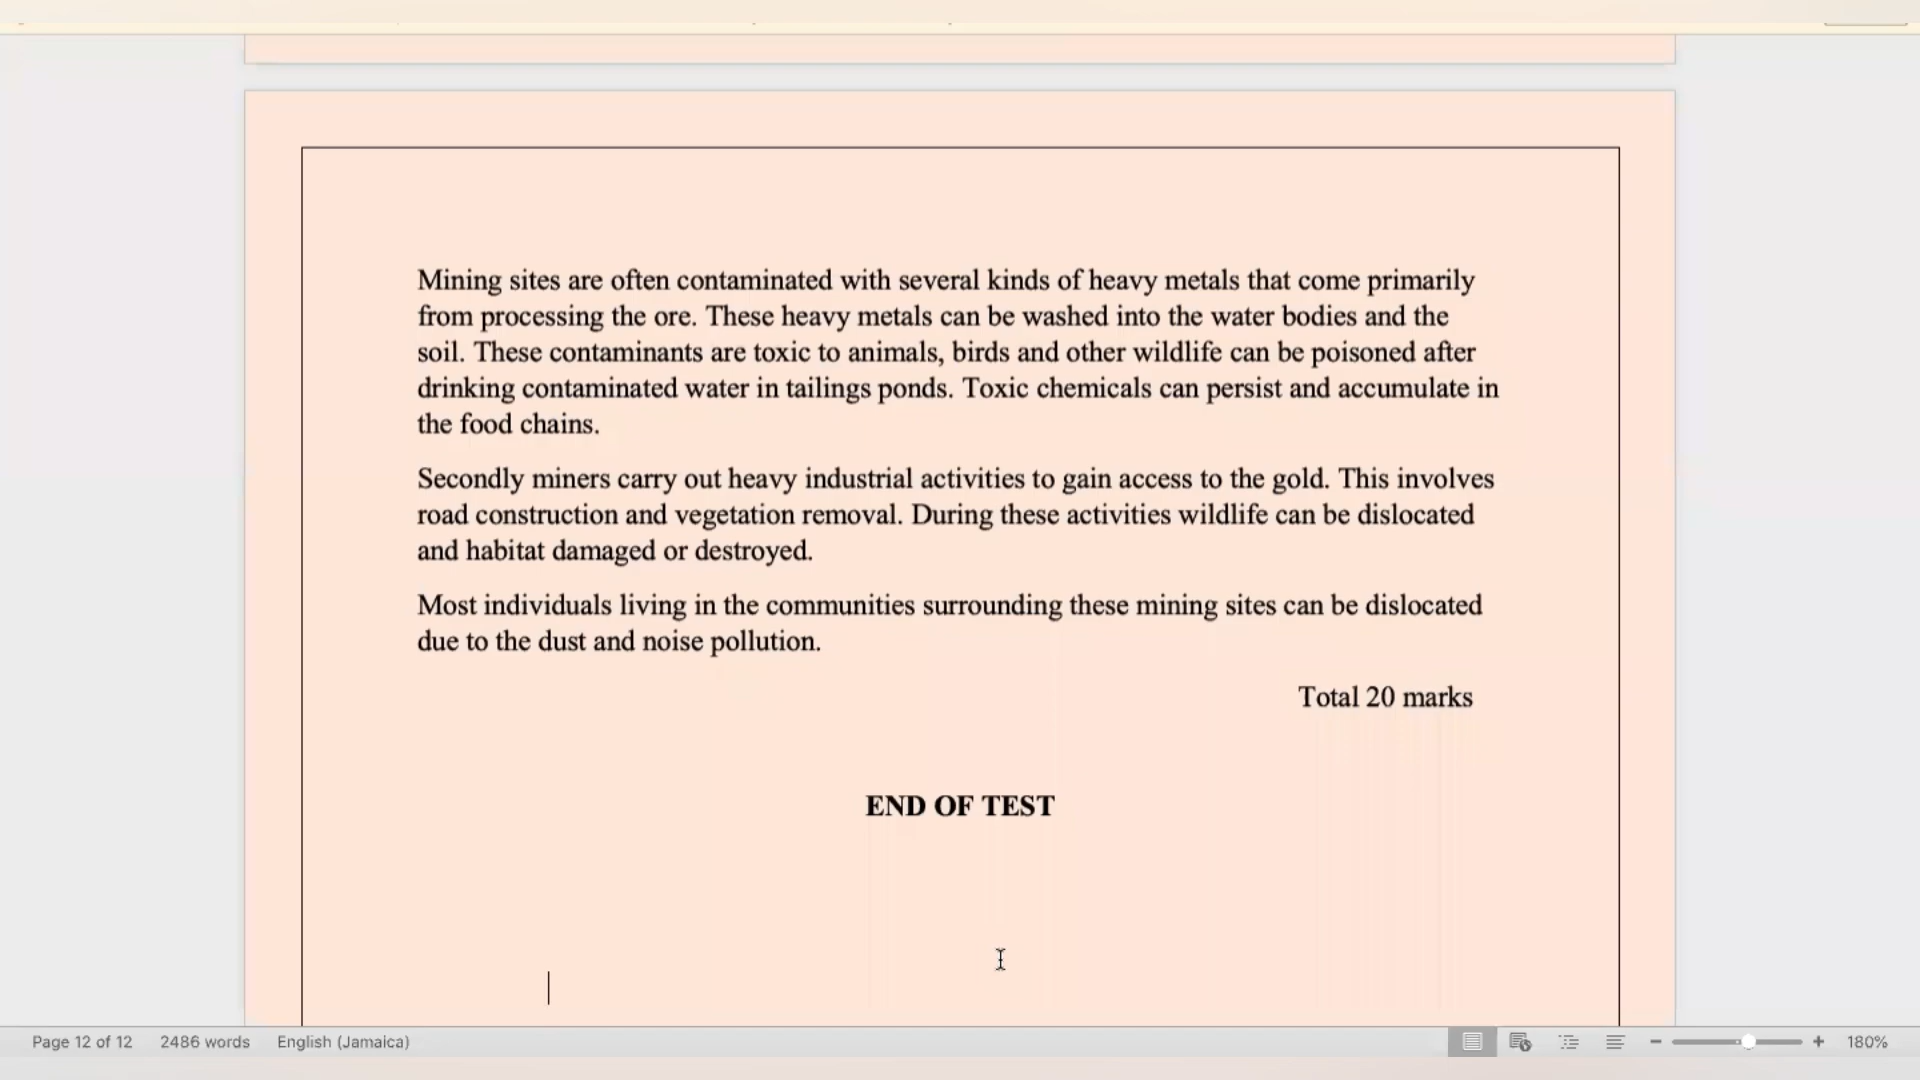 Mining sites are often contaminated with several kinds of heavy metals that come primarily
from processing the ore. These heavy metals can be washed into the water bodies and the
soil. These contaminants are toxic to animals, birds and other wildlife can be poisoned after
drinking contaminated water in tailings ponds. Toxic chemicals can persist and accumulate in
the food chains.
Secondly miners carry out heavy industrial activities to gain access to the gold. This involves
road construction and vegetation removal. During these activities wildlife can be dislocated
and habitat damaged or destroyed.
Most individuals living in the communities surrounding these mining sites can be dislocated
due to the dust and noise pollution.
Total 20 marks
END OF TEST
Page 12 of 12 2486 words English (Jamaica) 180%